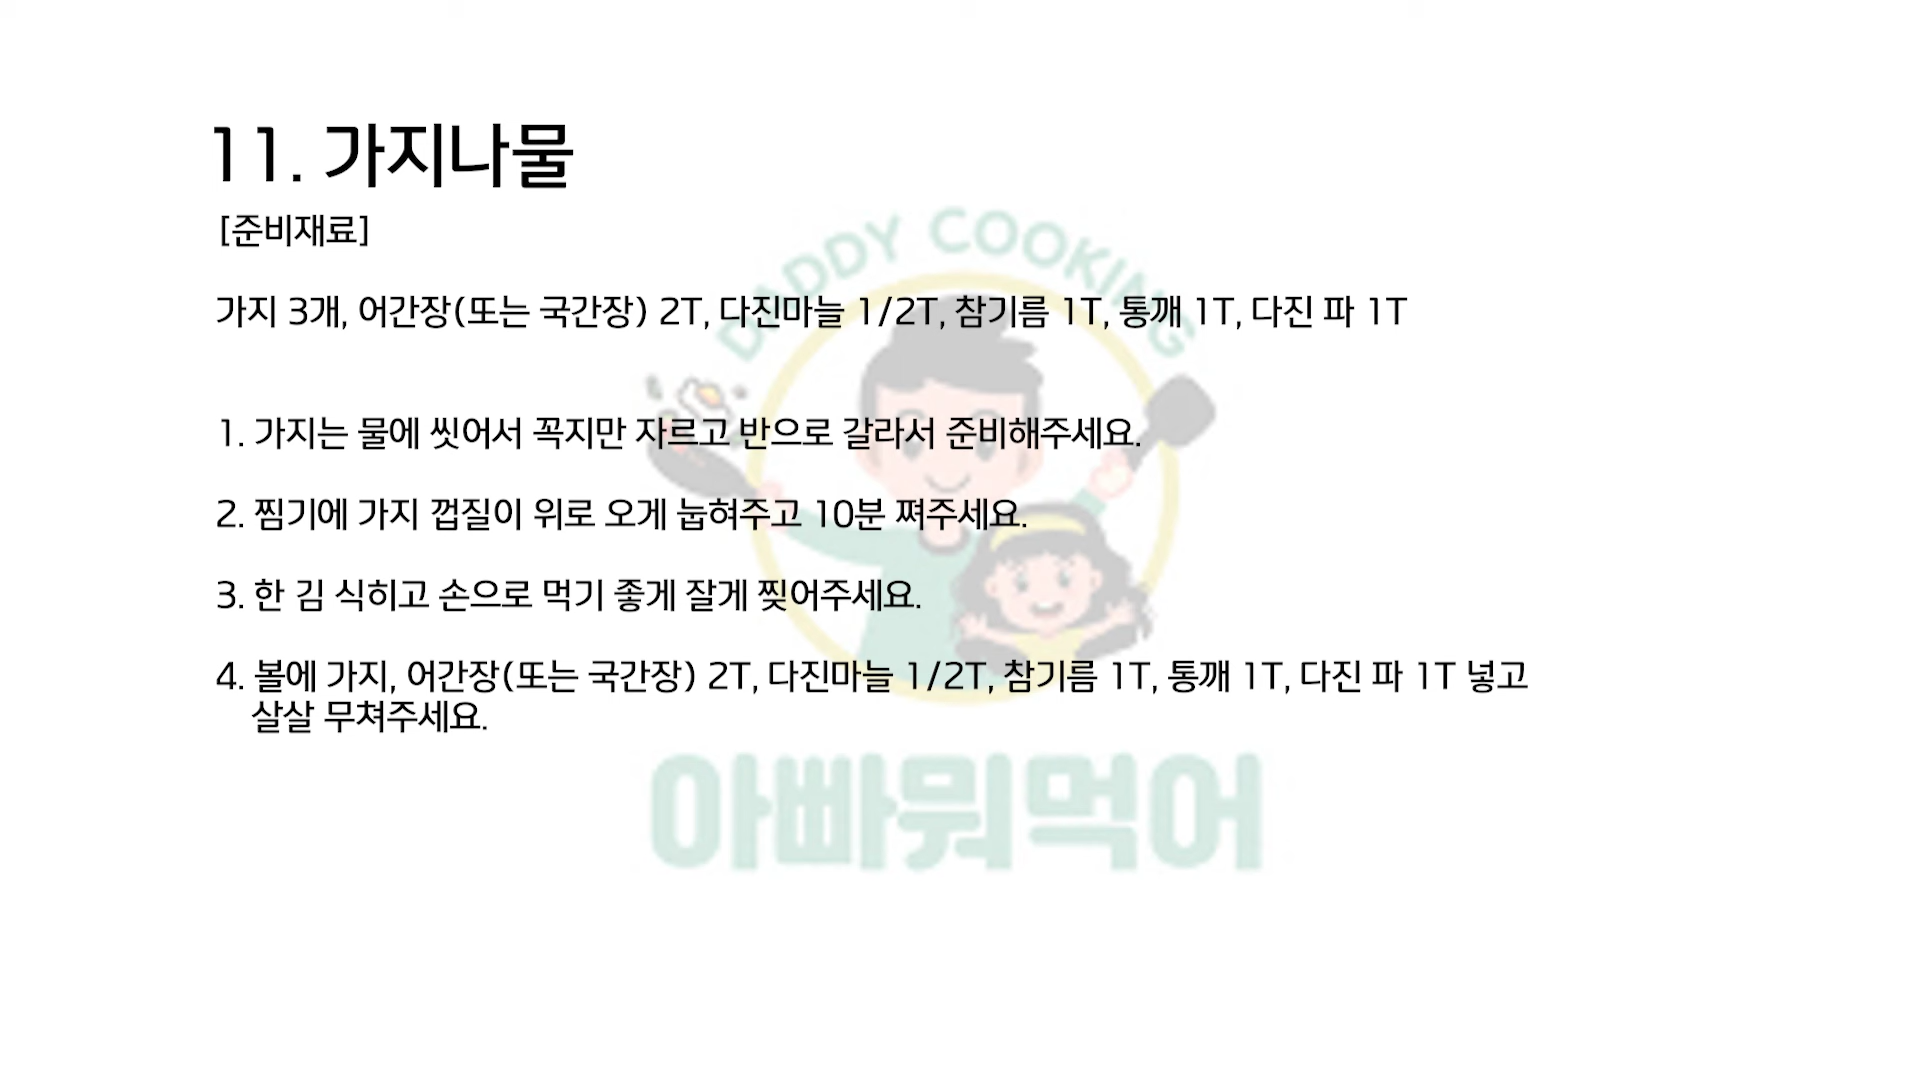 11. 가지나물
[준비재료]
DADDY COOKING
가지 3개, 어간장(또는 국간장) 2T, 다진마늘 1/2T, 참기름 1T, 통깨 1T, 다진 파 1T
1. 가지는 물에 씻어서 꼭지만 자르고 반으로 갈라서 준비해주세요.
2. 찜기에 가지 껍질이 위로 오게 눕혀주고 10분 쪄주세요.
3. 한 김 식히고 손으로 먹기 좋게 잘게 찢어주세요.
4. 볼에 가지, 어간장(또는 국간장) 2T, 다진마늘 1/2T, 참기름 1T, 통깨 1T, 다진 파 1T 넣고
살살 무쳐주세요.
아빠뭐먹어